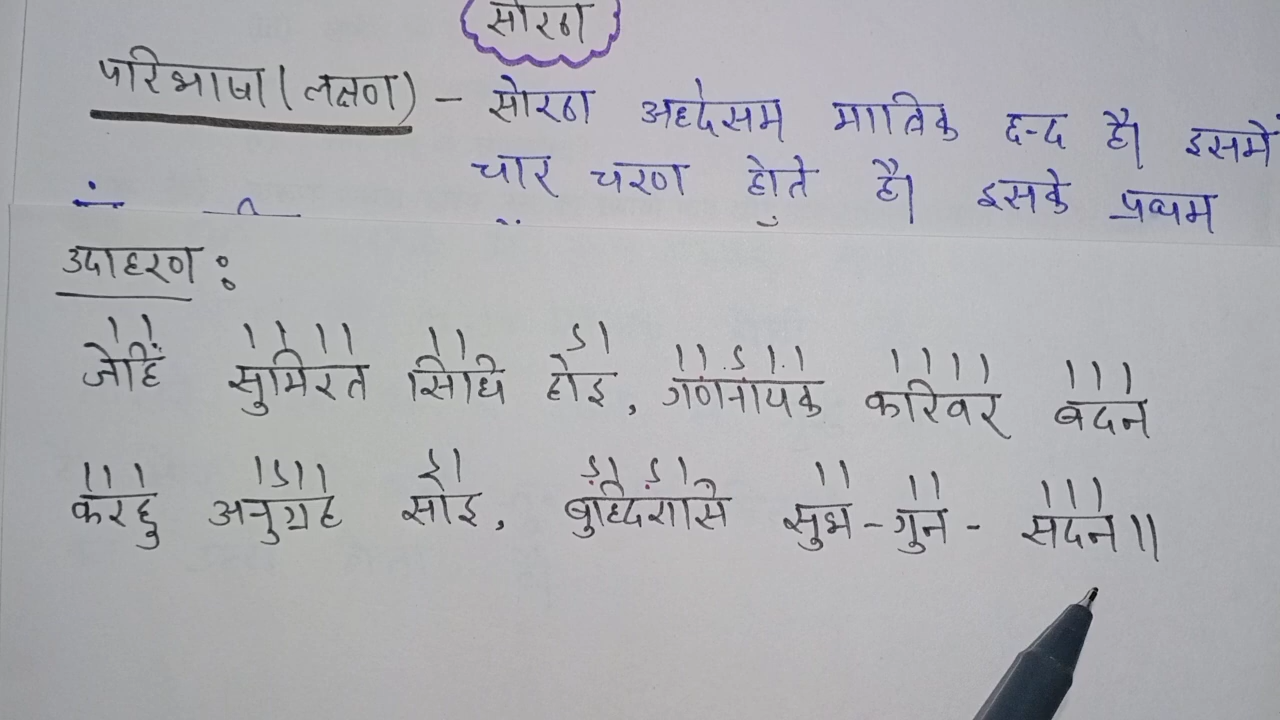 सोरठा
परिभाषा (लक्षण) – सोरठा अर्द्धसम मात्रिक छन्द है। इसमें
चार चरण होते है। इसके प्रथम
उदाहरण :
।। ।।।। ।। ऽ। ।।ऽ।। ।।।। ।।।
जेहिं सुमिरत सिधि होइ, गणनायक करिवर बदन
।।। ।ऽ।। ऽ। ऽ।ऽ। ।। ।। ।।।
करहु अनुग्रह सोइ, बुद्धिरासि सुभ-गुन-सदन॥